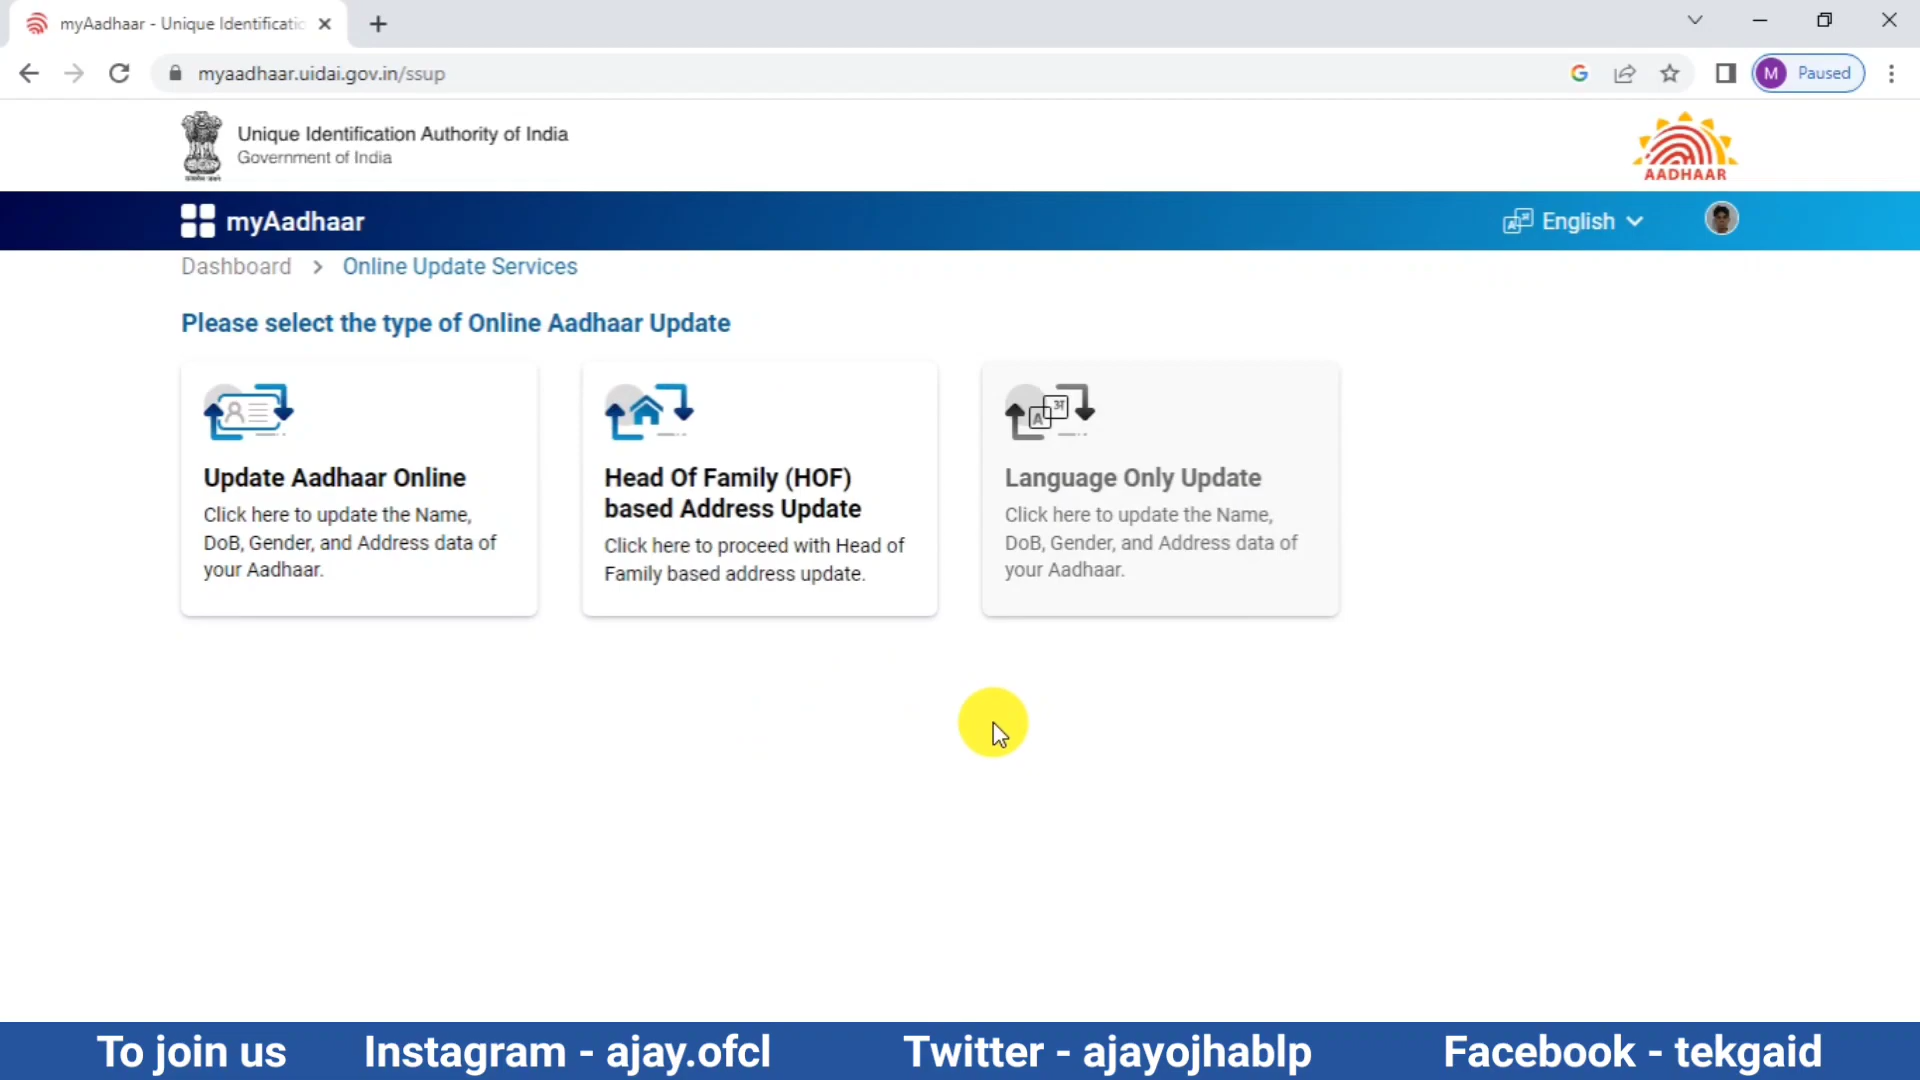 myAadhaar - Unique Identificatio
myaadhaar.uidai.gov.in/ssup
M Paused
Unique Identification Authority of India
Government of India
AADHAAR
myAadhaar
English
Dashboard > Online Update Services
Please select the type of Online Aadhaar Update
Update Aadhaar Online
Click here to update the Name,
DoB, Gender, and Address data of
your Aadhaar.
Head Of Family (HOF)
based Address Update
Click here to proceed with Head of
Family based address update.
A अ
Language Only Update
Click here to update the Name,
DoB, Gender, and Address data of
your Aadhaar.
To join us Instagram - ajay.ofcl Twitter - ajayojhablp Facebook - tekgaid